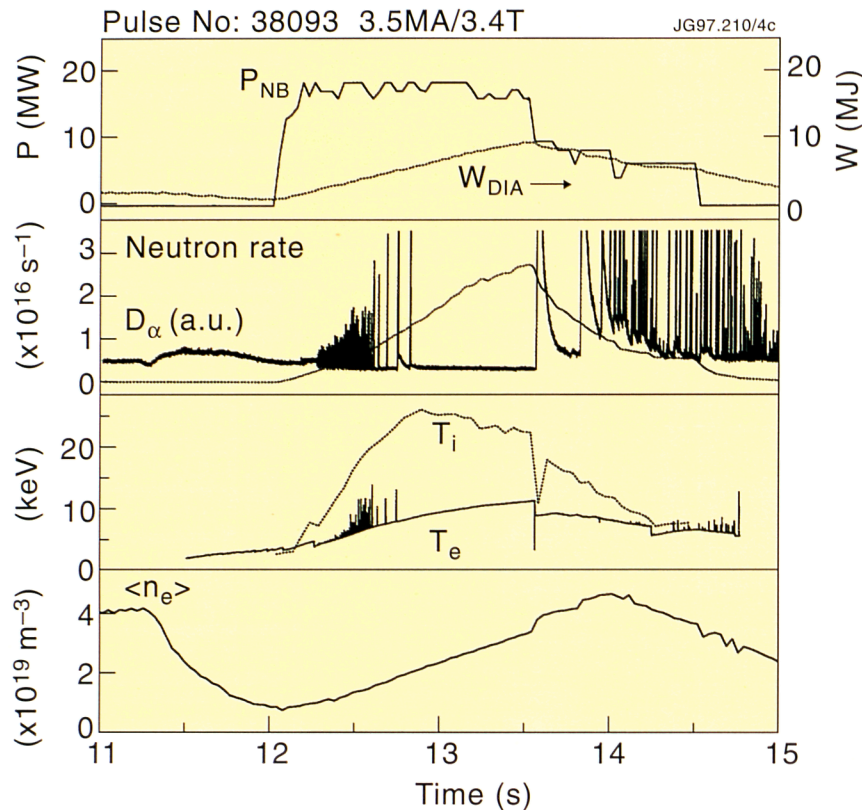 Pulse No: 38093 3.5MA/3.4T
JG97.210/4c
P (MW)
20
10
0
P_NB
W_DIA
20
10
0
W (MJ)
(x10^16 s^–1)
3
2
1
0
Neutron rate
D_α (a.u.)
(keV)
20
10
0
T_i
T_e
(x10^19 m^–3)
4
2
0
<n_e>
11 12 13 14 15
Time (s)